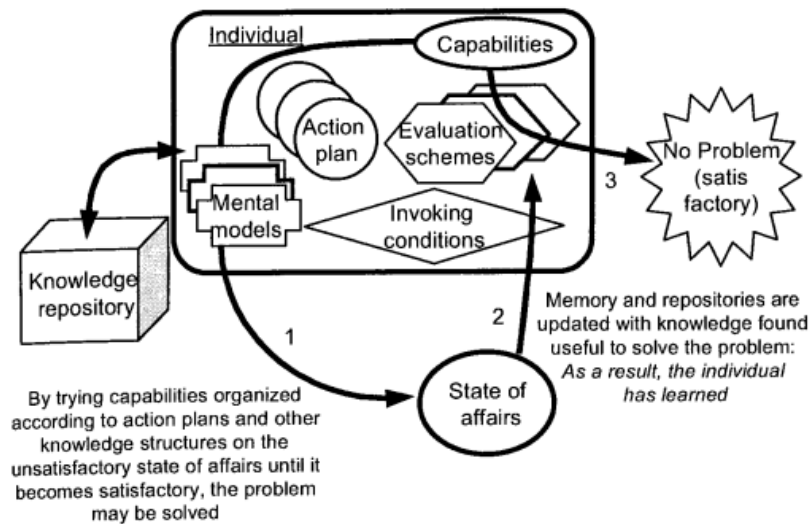 Individual
Capabilities
Action
plan
Evaluation
schemes
No Problem
(satis
factory)
3
Mental
models
Invoking
conditions
Knowledge
repository
1
2
Memory and repositories are
updated with knowledge found
useful to solve the problem:
As a result, the individual
has learned
State of
affairs
By trying capabilities organized
according to action plans and other
knowledge structures on the
unsatisfactory state of affairs until it
becomes satisfactory, the problem
may be solved